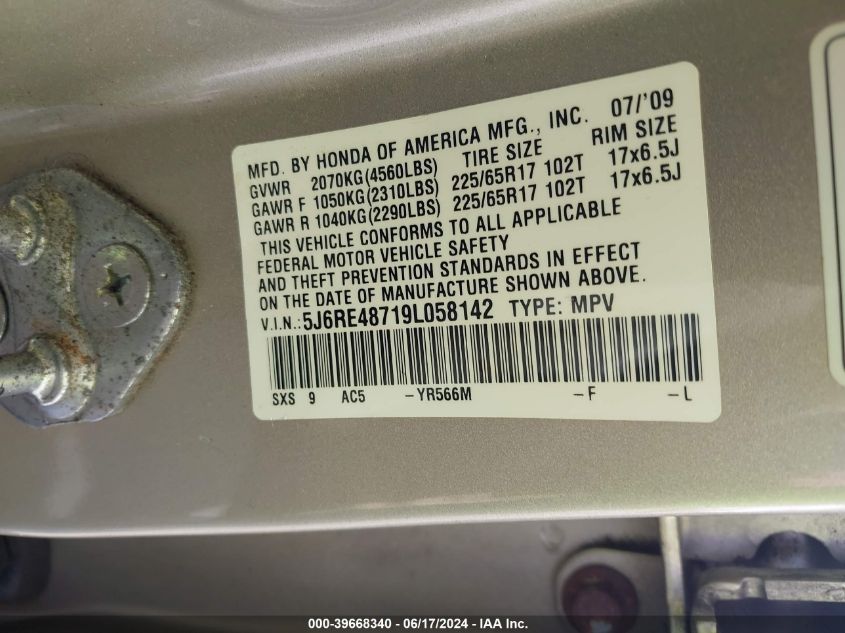 MFD. BY HONDA OF AMERICA MFG., INC. 07/'09
GVWR 2070KG(4560LBS) TIRE SIZE RIM SIZE
GAWR F 1050KG(2310LBS) 225/65R17 102T 17x6.5J
GAWR R 1040KG(2290LBS) 225/65R17 102T 17x6.5J
THIS VEHICLE CONFORMS TO ALL APPLICABLE
FEDERAL MOTOR VEHICLE SAFETY
AND THEFT PREVENTION STANDARDS IN EFFECT
ON THE DATE OF MANUFACTURE SHOWN ABOVE.
V.I.N.: 5J6RE48719L058142 TYPE: MPV
SXS 9 AC5 -YR566M -F -L
000-39668340 - 06/17/2024 - IAA Inc.